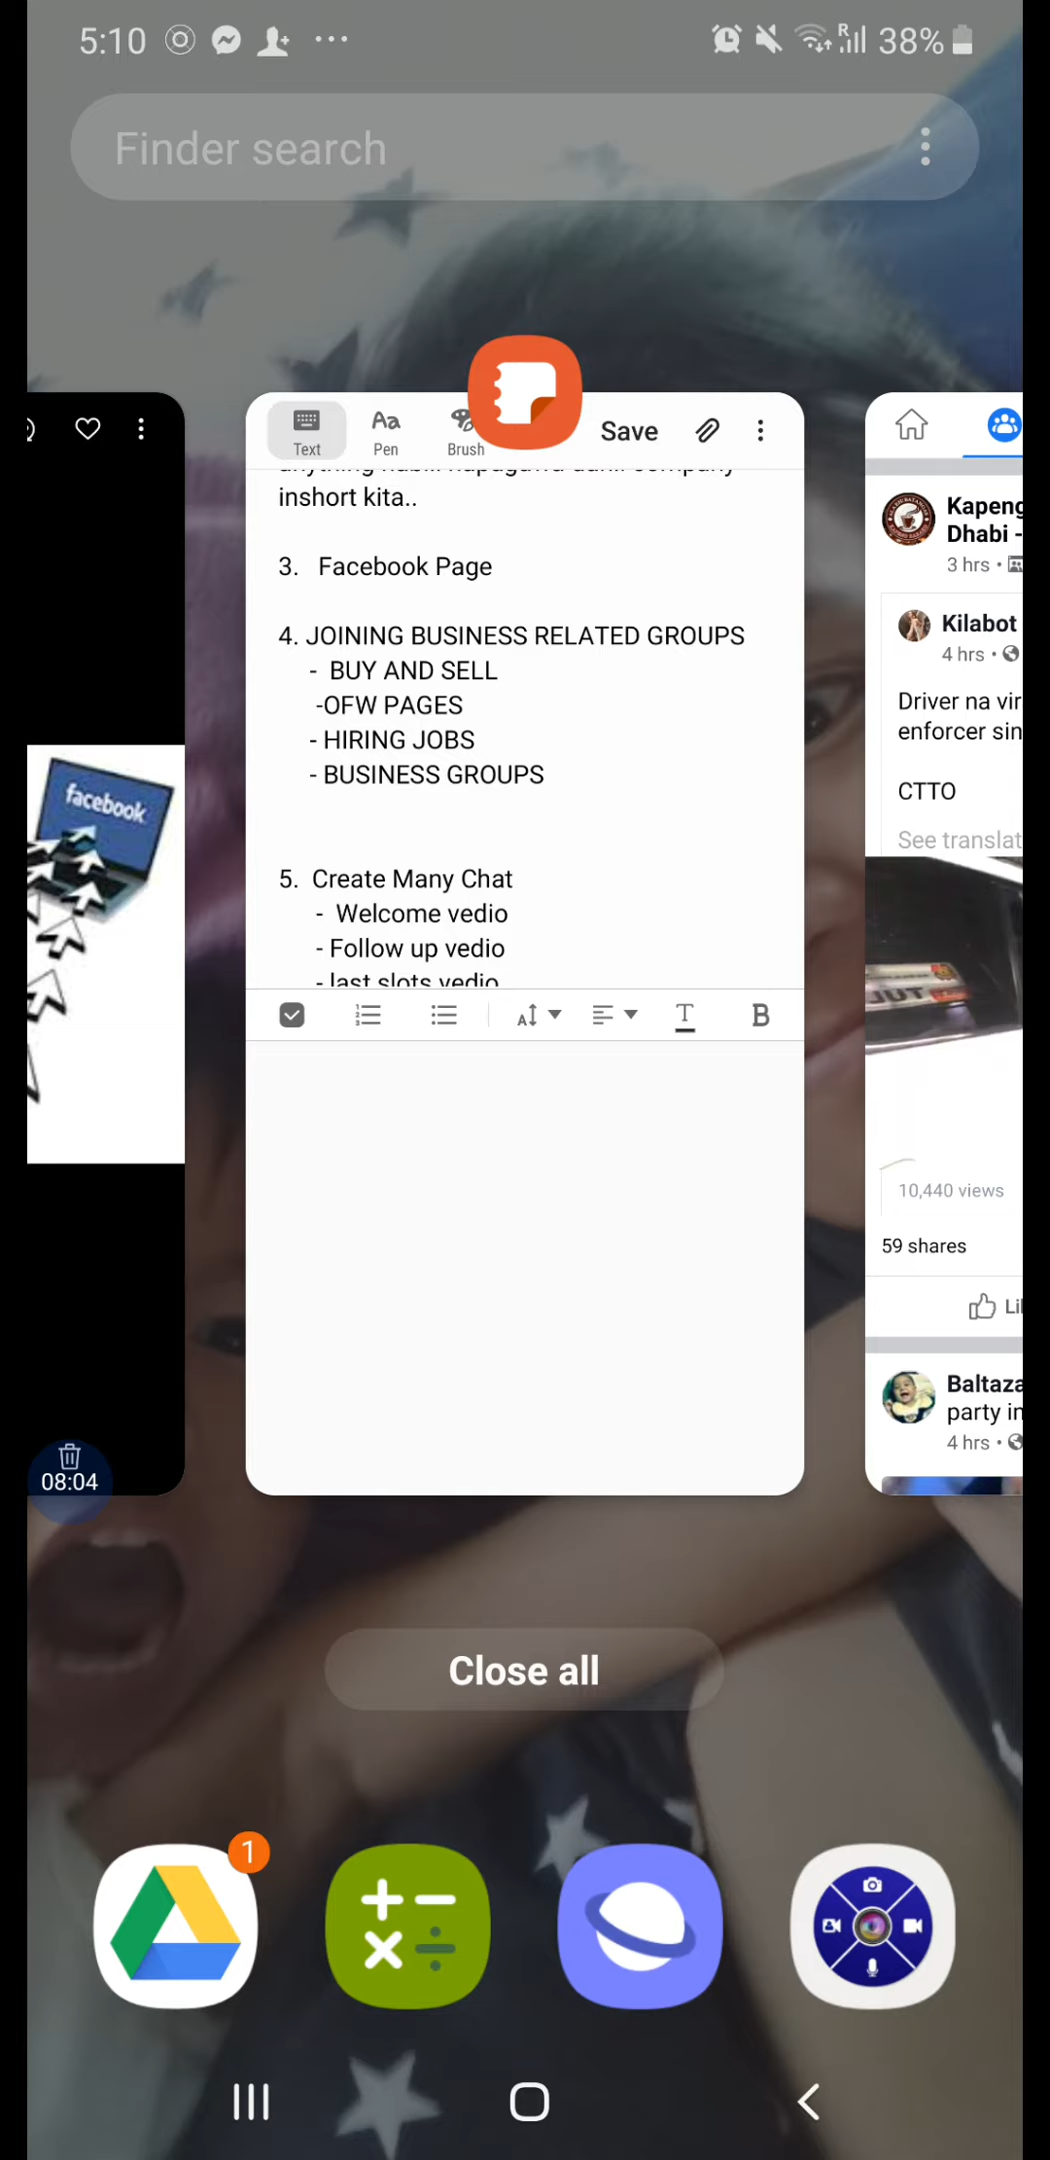 5:10
R
38%
Finder search
Text
Pen
Brush
Save
inshort kita..
3. Facebook Page
4. JOINING BUSINESS RELATED GROUPS
- BUY AND SELL
-OFW PAGES
- HIRING JOBS
- BUSINESS GROUPS
5. Create Many Chat
- Welcome vedio
- Follow up vedio
- last slots vedio
facebook
08:04
Kapeng
Dhabi -
3 hrs •
Kilabot
4 hrs •
Driver na vir
enforcer sin
CTTO
See translat
10,440 views
59 shares
Li
Baltaza
party in
4 hrs •
Close all
1